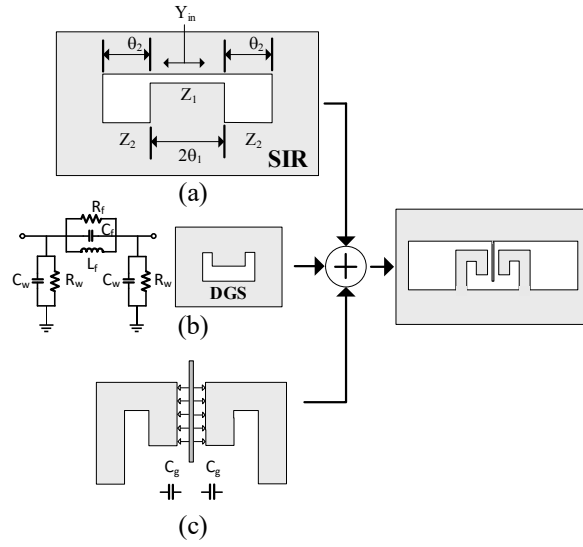 Y_in
θ₂ θ₂
Z₁
Z₂ 2θ₁ Z₂
SIR
(a)
R_f
C_f
L_f
C_w R_w C_w R_w
DGS
(b)
C_g C_g
(c)